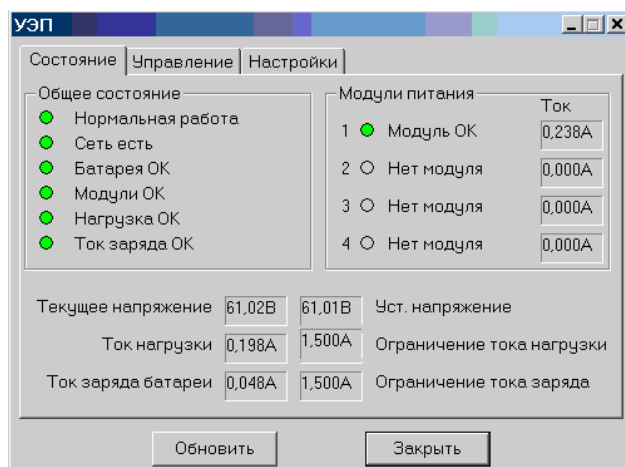 УЭП
Состояние Управление Настройки
Общее состояние
Нормальная работа
Сеть есть
Батарея ОК
Модули ОК
Нагрузка ОК
Ток заряда ОК
Модули питания
Ток
1 Модуль ОК 0,238А
2 Нет модуля 0,000А
3 Нет модуля 0,000А
4 Нет модуля 0,000А
Текущее напряжение 61,02В 61,01В Уст. напряжение
Ток нагрузки 0,198А 1,500А Ограничение тока нагрузки
Ток заряда батареи 0,048А 1,500А Ограничение тока заряда
Обновить Закрыть